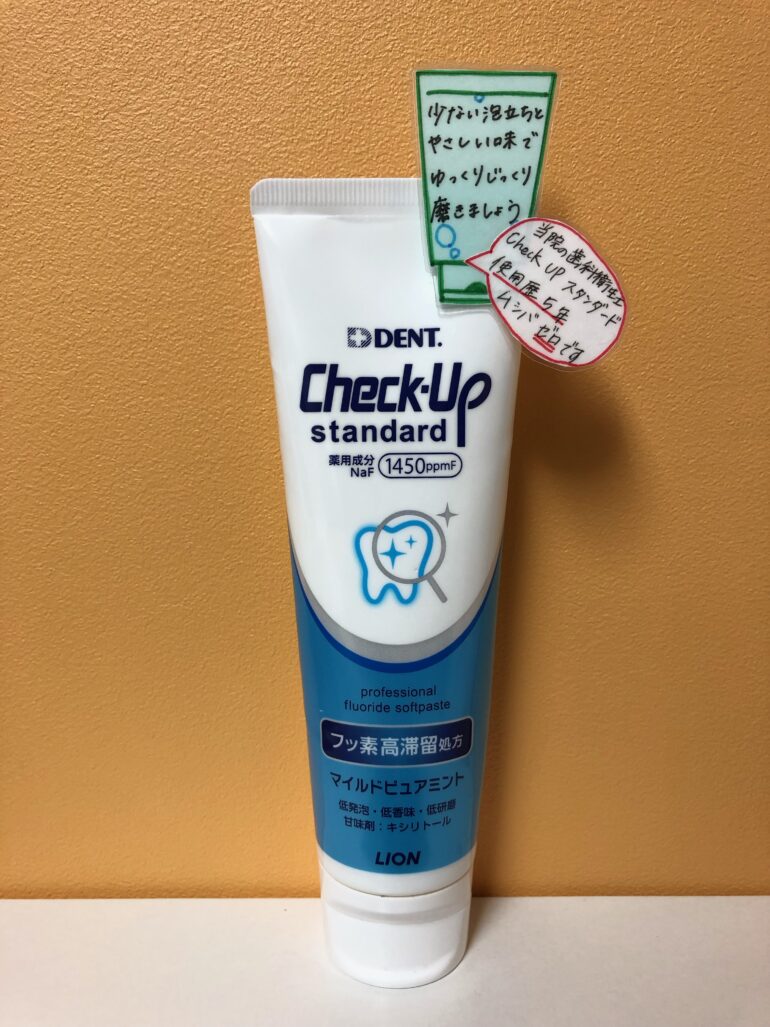 少ない泡立ちと
やさしい味で
ゆっくりじっくり
磨きましょう
当院の歯科衛生士
Check UP スタンダード
使用歴5年
ムシバゼロです
DENT.
Check-Up
standard
薬用成分
NaF 1450ppmF
professional
fluoride softpaste
フッ素高滞留処方
マイルドピュアミント
低発泡・低香味・低研磨
甘味剤：キシリトール
LION